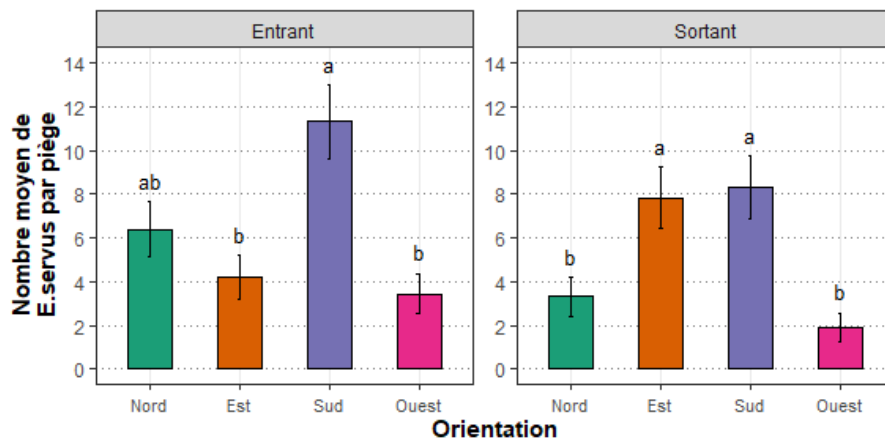 Entrant
Sortant
Nombre moyen de
E.servus par piège
14
12
10
8
6
4
2
0
ab
b
a
b
Nord
Est
Sud
Ouest
14
12
10
8
6
4
2
0
b
a
a
b
Nord
Est
Sud
Ouest
Orientation